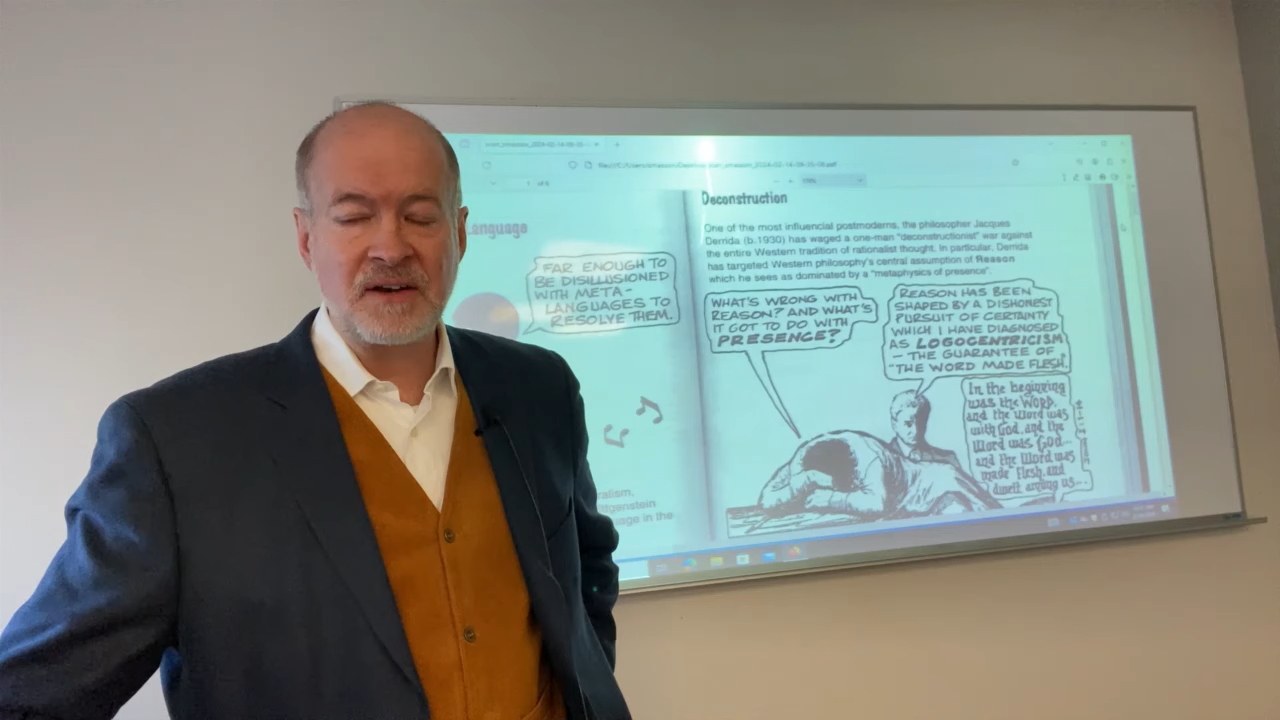 Language
FAR ENOUGH TO
BE DISILLUSIONED
WITH META-
LANGUAGES TO
RESOLVE THEM.
Deconstruction
One of the most influential postmoderns, the philosopher Jacques
Derrida (b.1930) has waged a one-man "deconstructionist" war against
the entire Western tradition of rationalist thought. In particular, Derrida
has targeted Western philosophy's central assumption of Reason
which he sees as dominated by a "metaphysics of presence".
WHAT'S WRONG WITH
REASON? AND WHAT'S
IT GOT TO DO WITH
PRESENCE?
REASON HAS BEEN
SHAPED BY A DISHONEST
PURSUIT OF CERTAINTY
WHICH I HAVE DIAGNOSED
AS LOGOCENTRICISM
– THE GUARANTEE OF
"THE WORD MADE FLESH.
In the beginning
was the WORD,
and the Word was
with God, and the
Word was God...
and the Word was
made flesh, and
dwelt among us...
ralism,
ttgenstein
uage in the